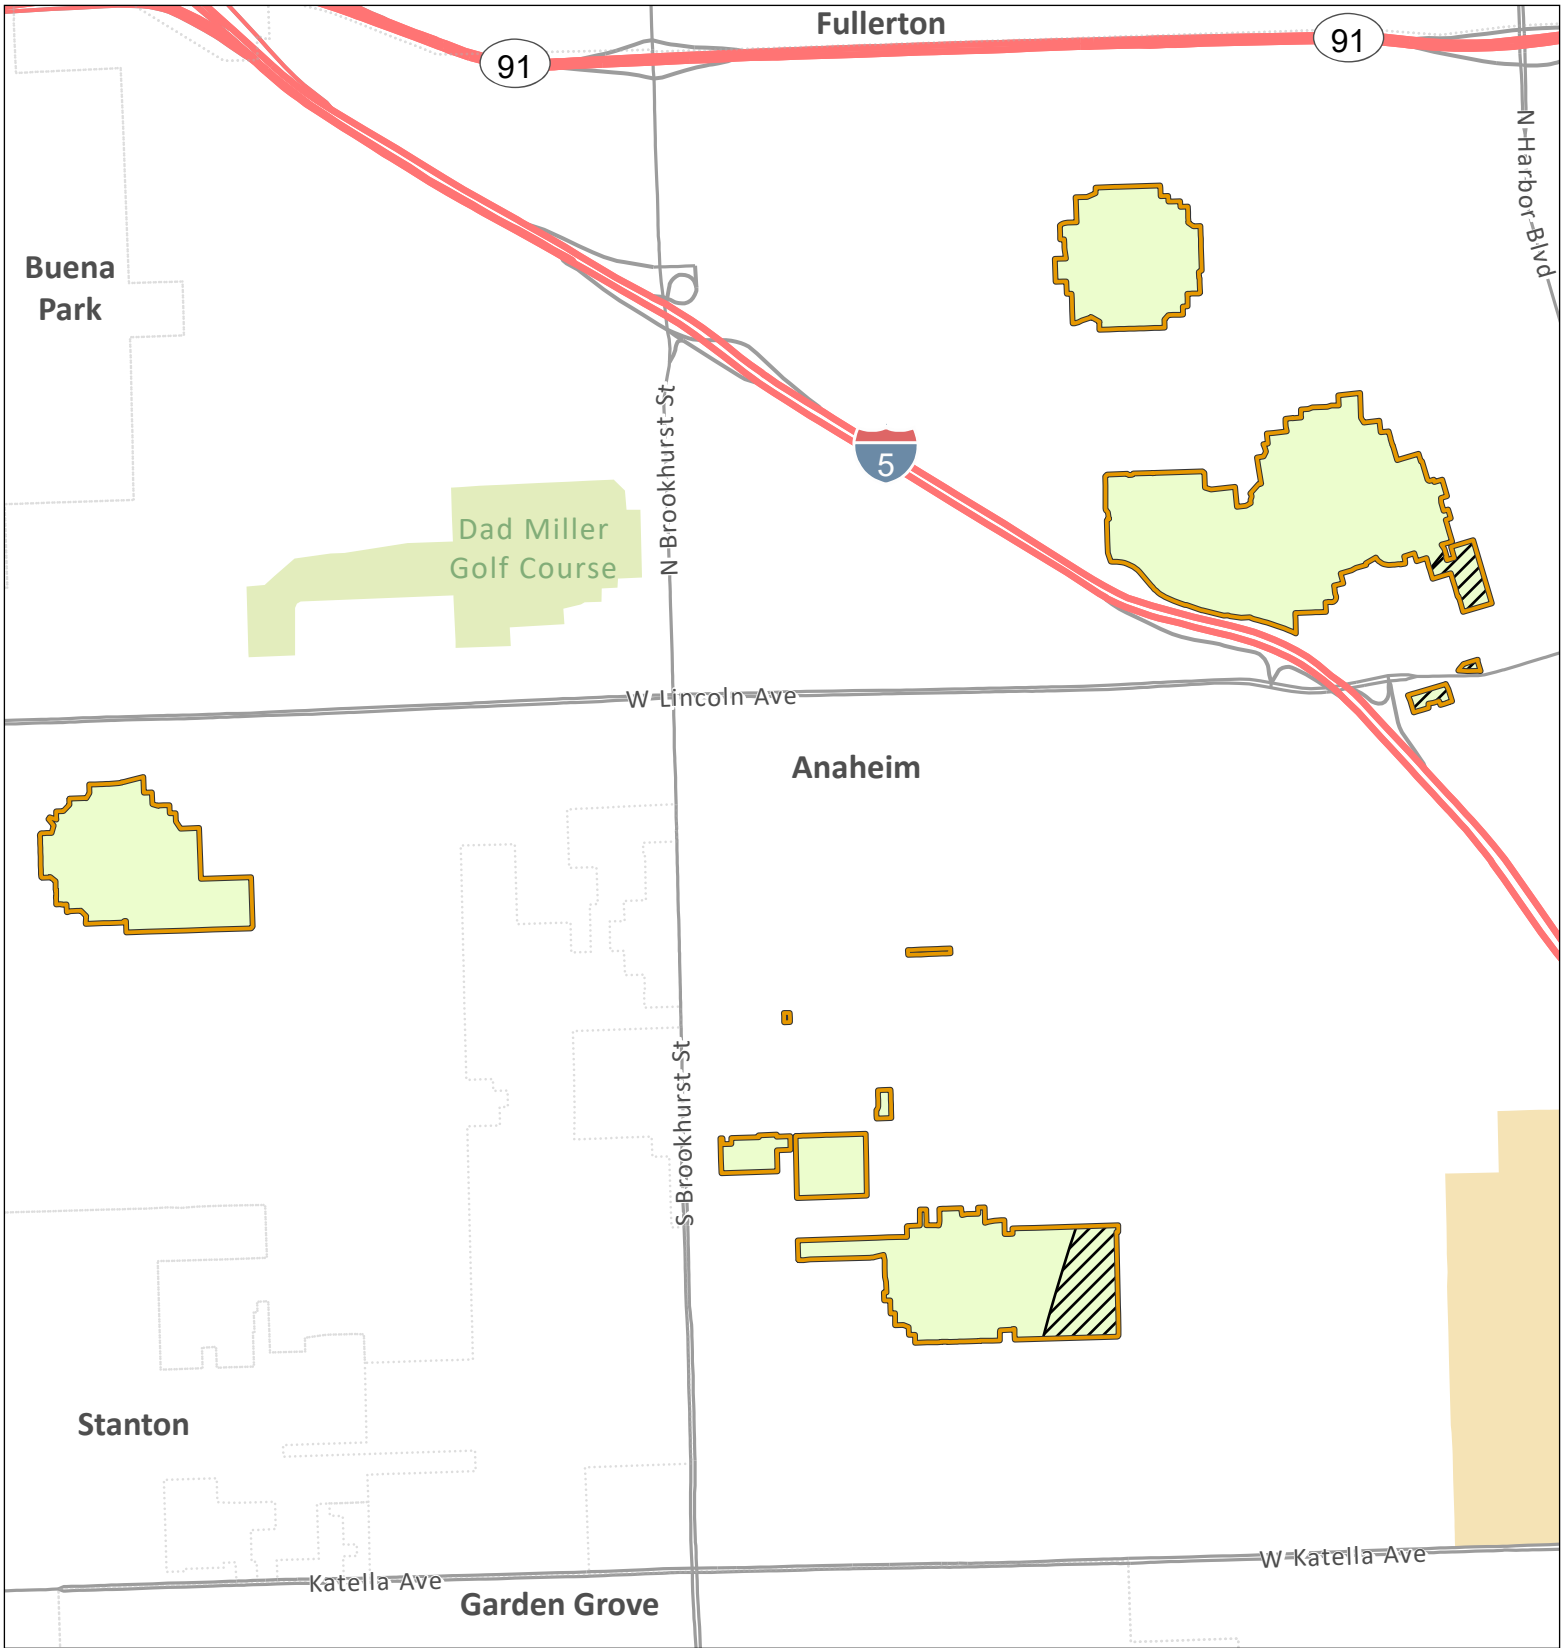 Fullerton
91
91
N Harbor Blvd
Buena
Park
N Brookhurst St
5
Dad Miller
Golf Course
W Lincoln Ave
Anaheim
S Brookhurst St
Stanton
Katella Ave
W Katella Ave
Garden Grove